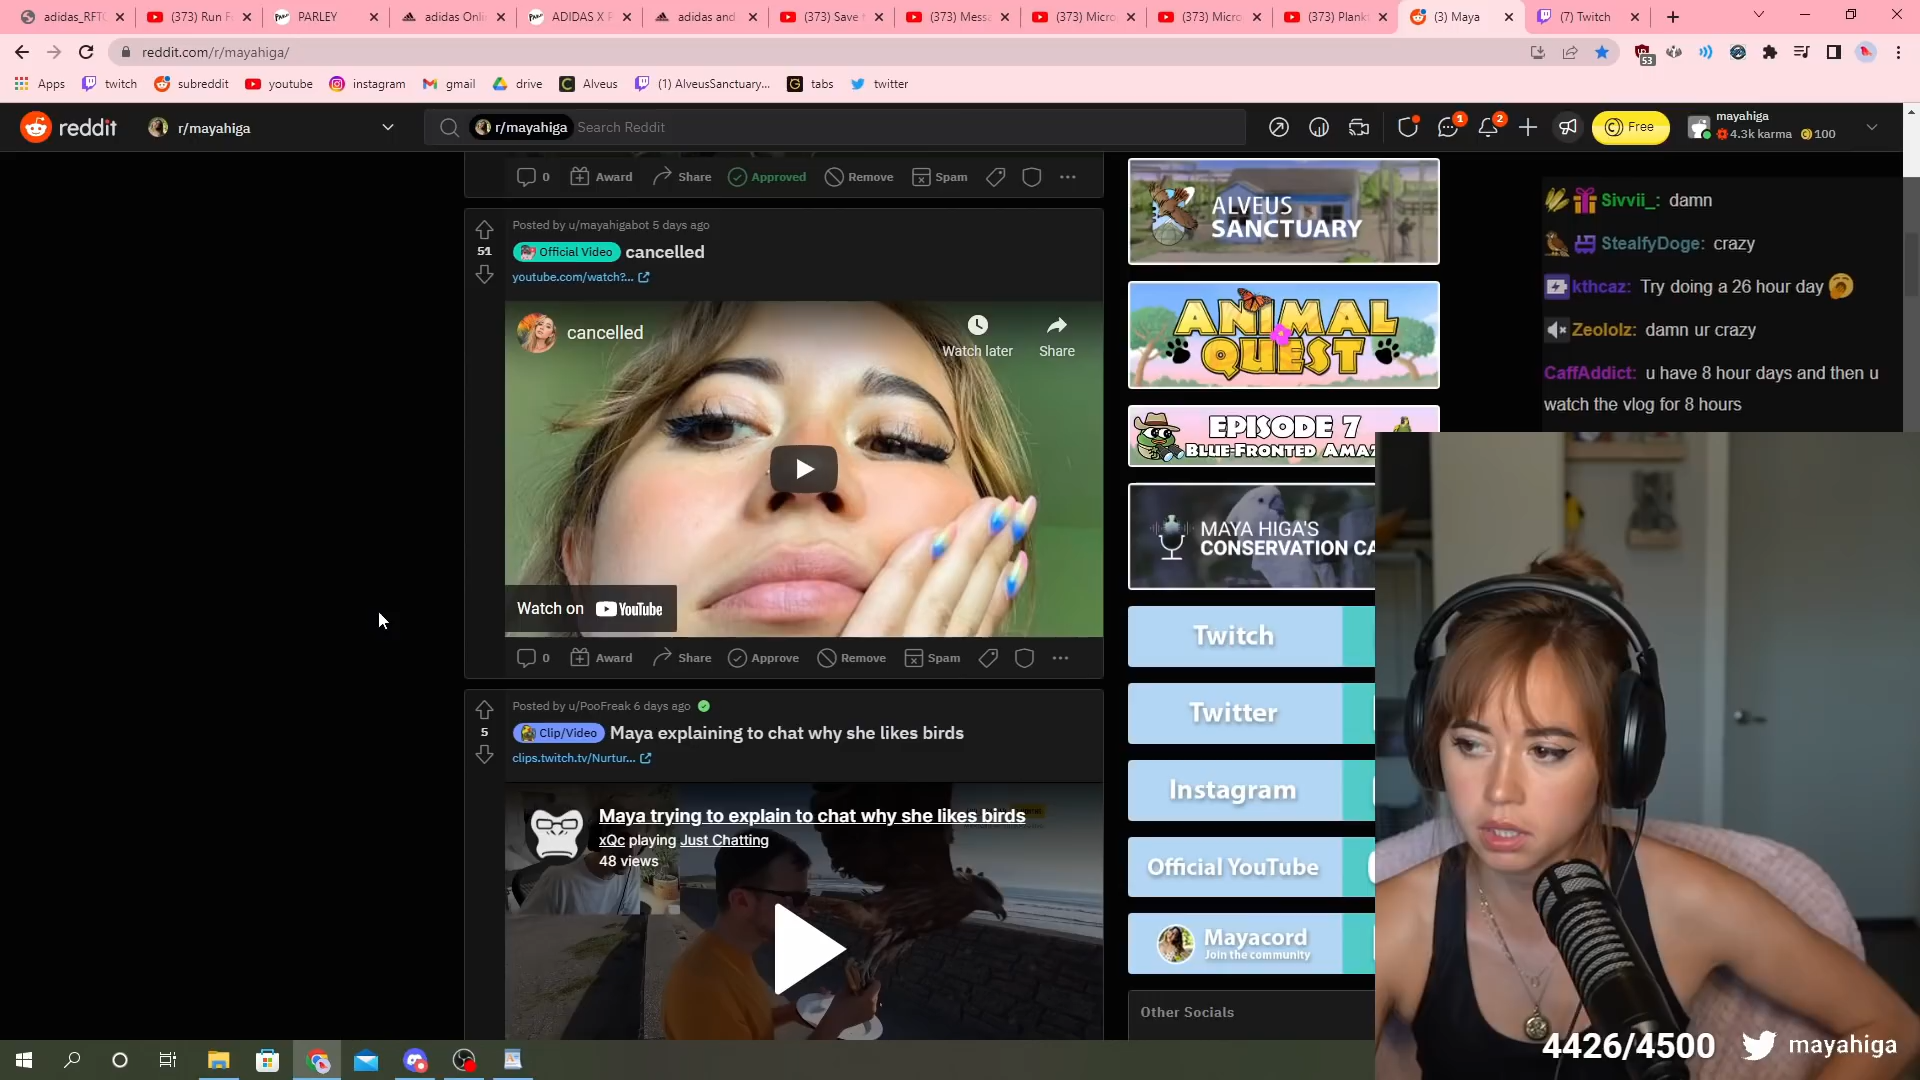 adidas_RFTO
(373) Run F
PARLEY
adidas Onli
ADIDAS X P
adidas and
(373) Save t
(373) Messa
(373) Micro
(373) Micro
(373) Plank
(3) Maya
(7) Twitch
reddit.com/r/mayahiga/
53
Apps twitch subreddit youtube instagram gmail drive Alveus (1) AlveusSanctuary... tabs twitter
reddit r/mayahiga r/mayahiga Search Reddit 1 2 Free mayahiga
4.3k karma 100
0 Award Share Approved Remove Spam
Posted by u/mayahigabot 5 days ago
51
Official Video cancelled
youtube.com/watch?...
cancelled
Watch later
Share
Watch on YouTube
0 Award Share Approve Remove Spam
Posted by u/PooFreak 6 days ago
5
Clip/Video Maya explaining to chat why she likes birds
clips.twitch.tv/Nurtur...
Maya trying to explain to chat why she likes birds
xQc playing Just Chatting
48 views
ALVEUS
SANCTUARY
ANIMAL
QUEST
EPISODE 7
BLUE-FRONTED AMA
MAYA HIGA'S
CONSERVATION CA
Twitch
Twitter
Instagram
Official YouTube
Mayacord
Join the community
Other Socials
Sivvii_: damn
StealfyDoge: crazy
kthcaz: Try doing a 26 hour day
Zeololz: damn ur crazy
CaffAddict: u have 8 hour days and then u
watch the vlog for 8 hours
4426/4500 mayahiga